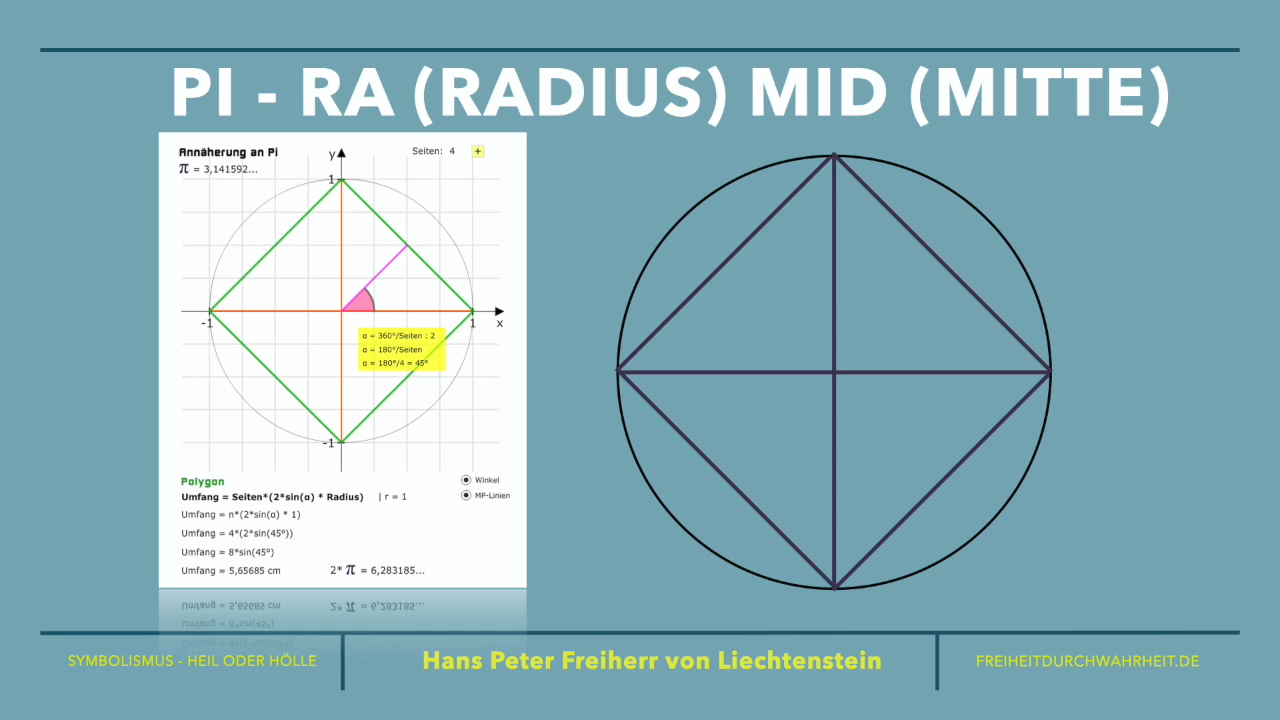 PI - RA (RADIUS) MID (MITTE)
Annäherung an Pi
π = 3,141592...
Seiten: 4 +
y
1
-1
1
x
α = 360°/Seiten : 2
α = 180°/Seiten
α = 180°/4 = 45°
-1
Polygon
Winkel
Umfang = Seiten*(2*sin(α) * Radius) | r = 1
MP-Linien
Umfang = n*(2*sin(α) * 1)
Umfang = 4*(2*sin(45°))
Umfang = 8*sin(45°)
Umfang = 5,65685 cm 2* π = 6,283185...
SYMBOLISMUS - HEIL ODER HÖLLE
Hans Peter Freiherr von Liechtenstein
FREIHEITDURCHWAHRHEIT.DE